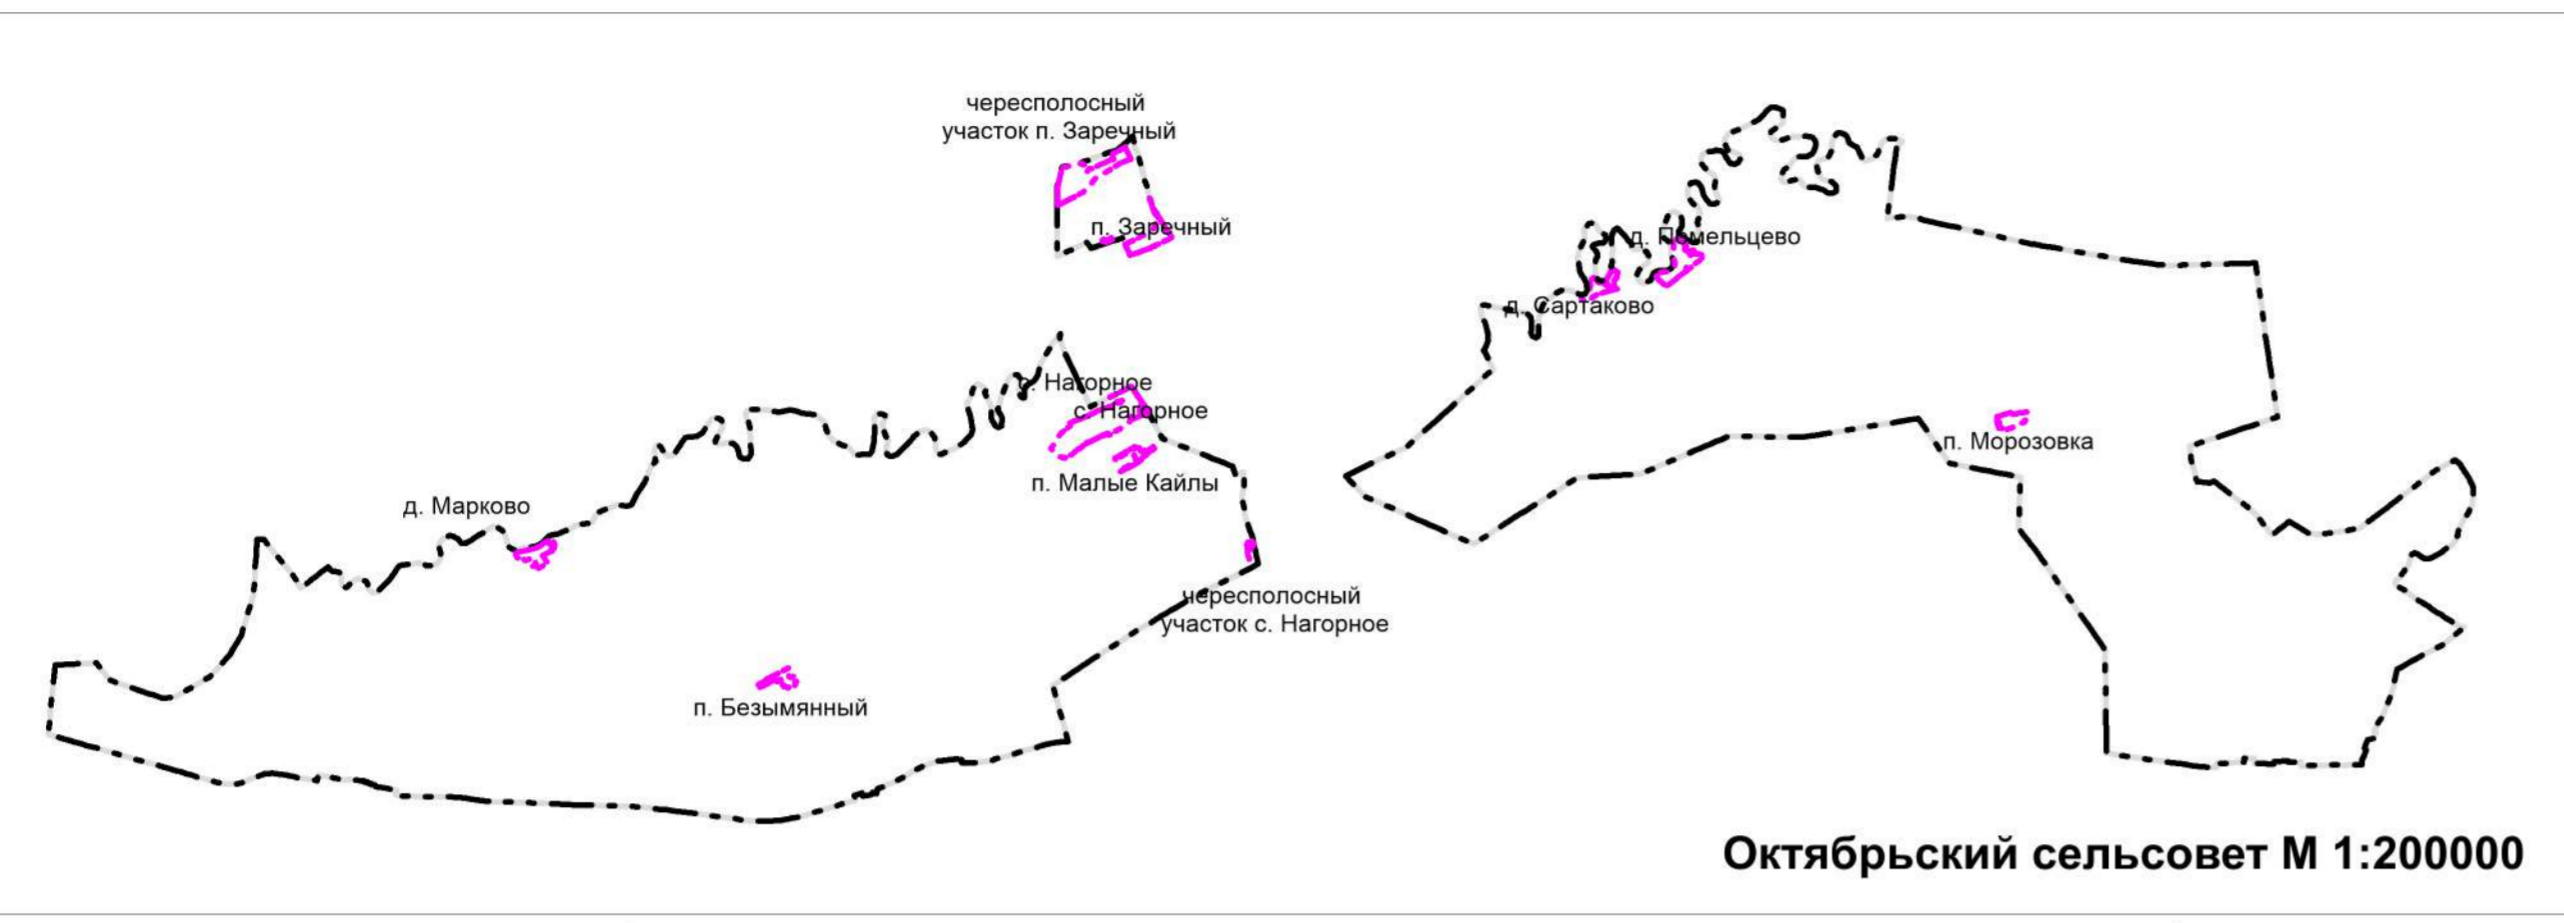 чересполосный
участок п. Заречный
п. Заречный
д. Помельцево
д. Сартаково
с. Нагорное
с. Нагорное
п. Морозовка
п. Малые Кайлы
д. Марково
чересполосный
участок с. Нагорное
п. Безымянный
Октябрьский сельсовет М 1:200000